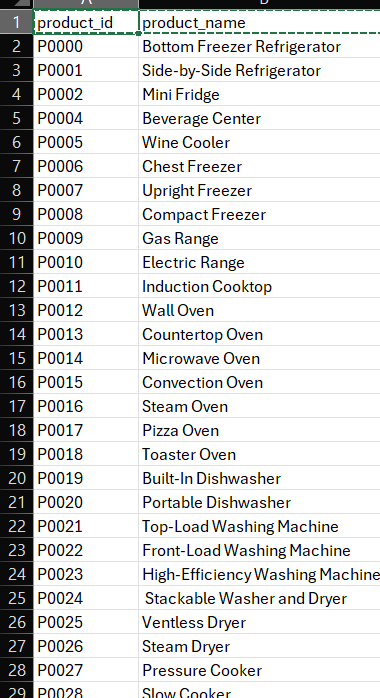 product_id product_name
1
2 P0000 Bottom Freezer Refrigerator
3 P0001 Side-by-Side Refrigerator
4 P0002 Mini Fridge
5 P0004 Beverage Center
6 P0005 Wine Cooler
7 P0006 Chest Freezer
8 P0007 Upright Freezer
9 P0008 Compact Freezer
10 P0009 Gas Range
11 P0010 Electric Range
12 P0011 Induction Cooktop
13 P0012 Wall Oven
14 P0013 Countertop Oven
15 P0014 Microwave Oven
16 P0015 Convection Oven
17 P0016 Steam Oven
18 P0017 Pizza Oven
19 P0018 Toaster Oven
20 P0019 Built-In Dishwasher
21 P0020 Portable Dishwasher
22 P0021 Top-Load Washing Machine
23 P0022 Front-Load Washing Machine
24 P0023 High-Efficiency Washing Machine
25 P0024 Stackable Washer and Dryer
26 P0025 Ventless Dryer
27 P0026 Steam Dryer
28 P0027 Pressure Cooker
29 P0028 Slow Cooker